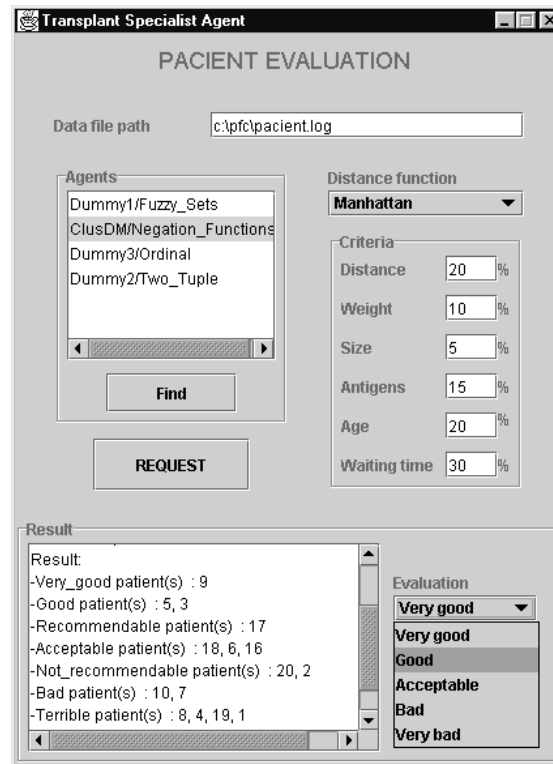 Transplant Specialist Agent
PACIENT EVALUATION
Data file path
c:\pfc\pacient.log
Agents
Dummy1/Fuzzy_Sets
ClusDM/Negation_Functions
Dummy3/Ordinal
Dummy2/Two_Tuple
Find
REQUEST
Distance function
Manhattan
Criteria
Distance 20 %
Weight 10 %
Size 5 %
Antigens 15 %
Age 20 %
Waiting time 30 %
Result
Result:
-Very_good patient(s) : 9
-Good patient(s) : 5, 3
-Recommendable patient(s) : 17
-Acceptable patient(s) : 18, 6, 16
-Not_recommendable patient(s) : 20, 2
-Bad patient(s) : 10, 7
-Terrible patient(s) : 8, 4, 19, 1
Evaluation
Very good
Very good
Good
Acceptable
Bad
Very bad